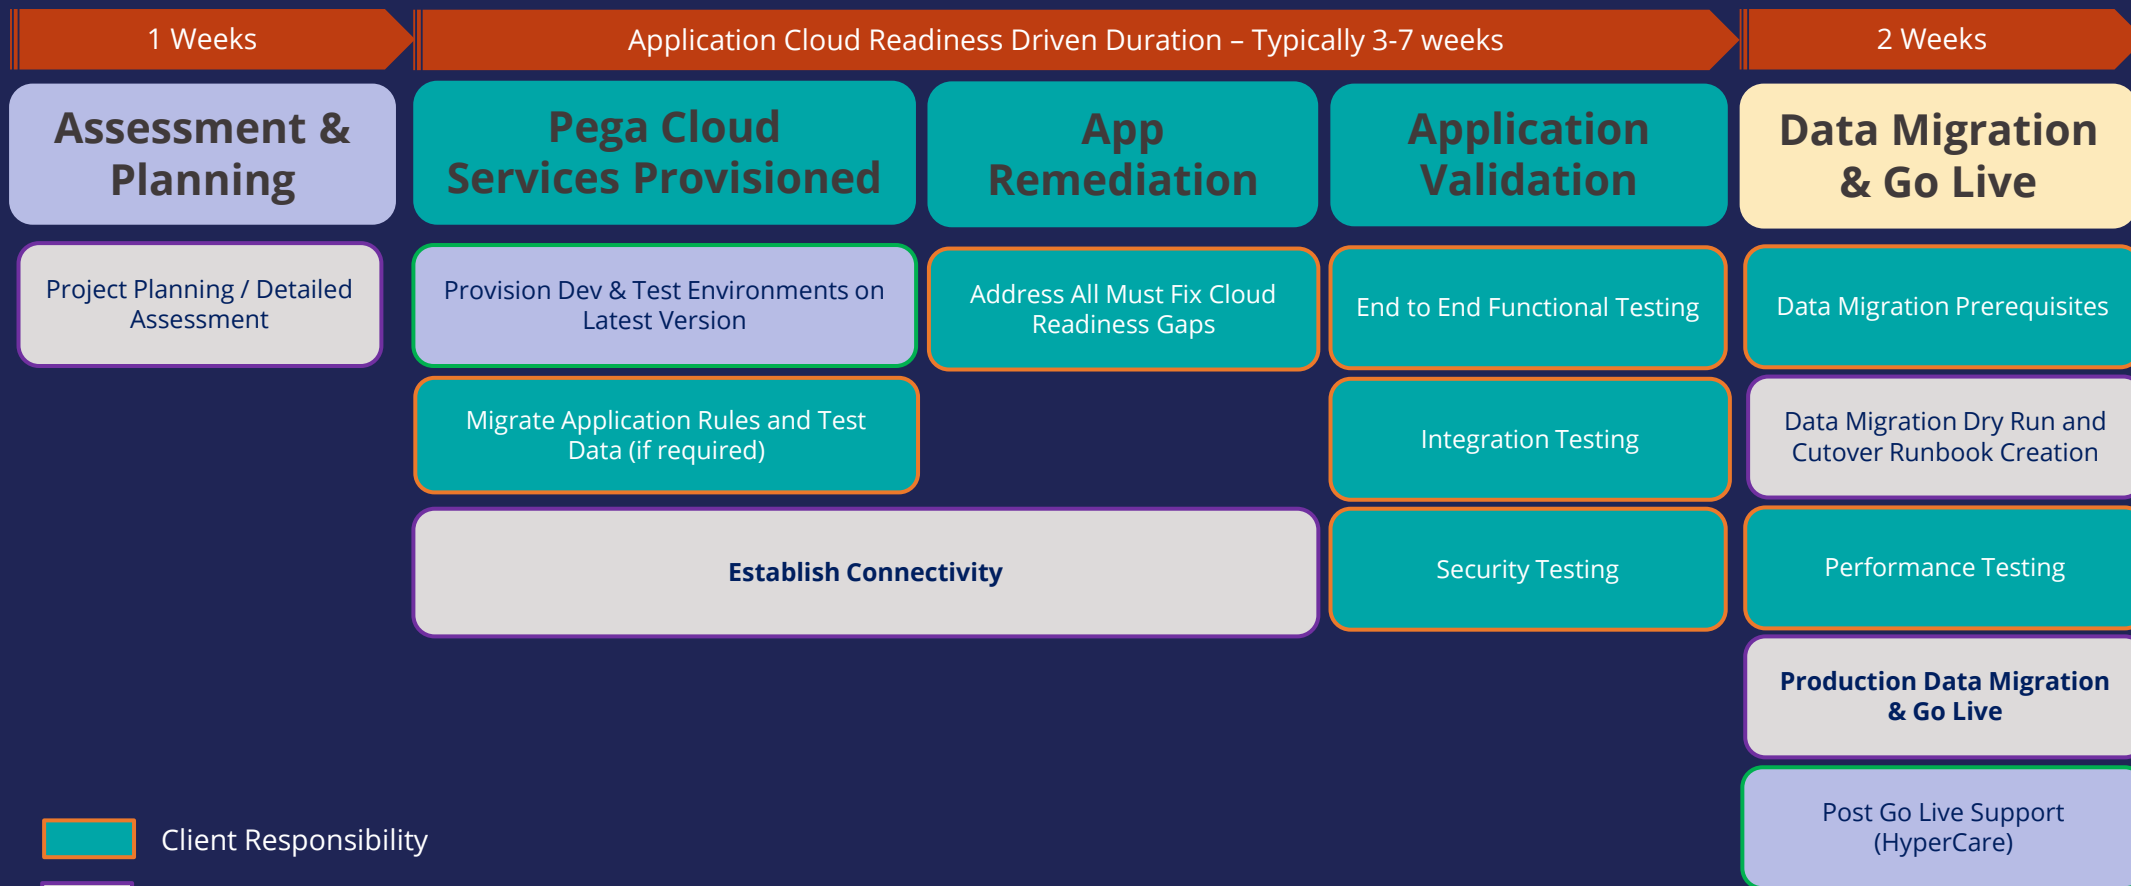 1 Weeks
Application Cloud Readiness Driven Duration – Typically 3-7 weeks
2 Weeks
Assessment &
Planning
Pega Cloud
Services Provisioned
App
Remediation
Application
Validation
Data Migration
& Go Live
Project Planning / Detailed
Assessment
Provision Dev & Test Environments on
Latest Version
Address All Must Fix Cloud
Readiness Gaps
End to End Functional Testing
Data Migration Prerequisites
Migrate Application Rules and Test
Data (if required)
Integration Testing
Data Migration Dry Run and
Cutover Runbook Creation
Establish Connectivity
Security Testing
Performance Testing
Production Data Migration
& Go Live
Post Go Live Support
(HyperCare)
Client Responsibility